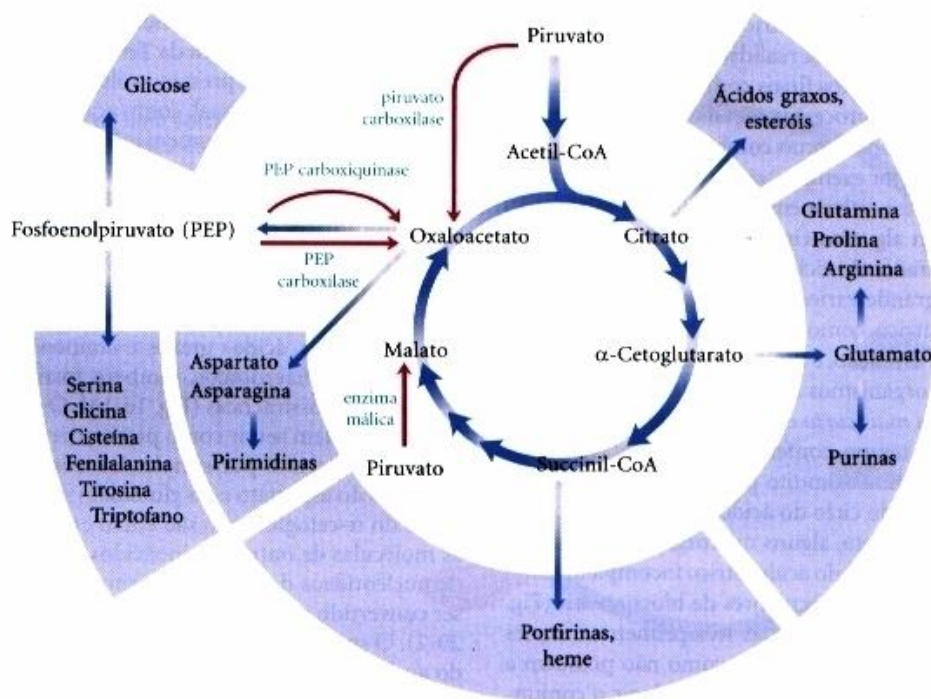 Piruvato
Glicose
piruvato
carboxilase
Ácidos graxos,
esteróis
Acetil-CoA
PEP carboxiquinase
Fosfoenolpiruvato (PEP)
Oxaloacetato
Citrato
PEP
carboxilase
Glutamina
Prolina
Arginina
Malato
α-Cetoglutarato
Glutamato
Aspartato
Asparagina
Serina
Glicina
Cisteína
Fenilalanina
Tirosina
Triptofano
enzima
málica
Pirimidinas
Piruvato
Succinil-CoA
Purinas
Porfirinas,
heme